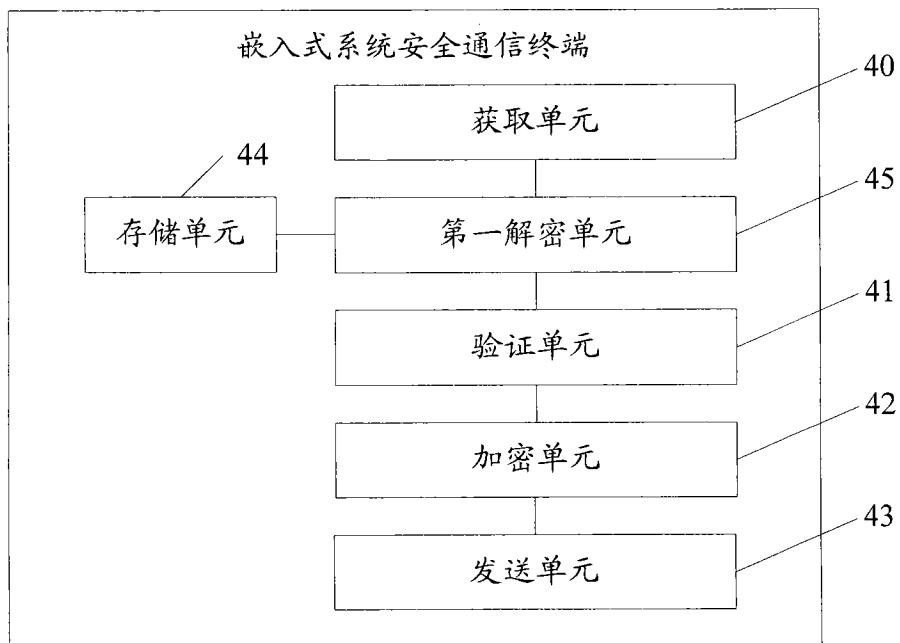 嵌入式系统安全通信终端
40
获取单元
44
45
存储单元
第一解密单元
41
验证单元
42
加密单元
43
发送单元